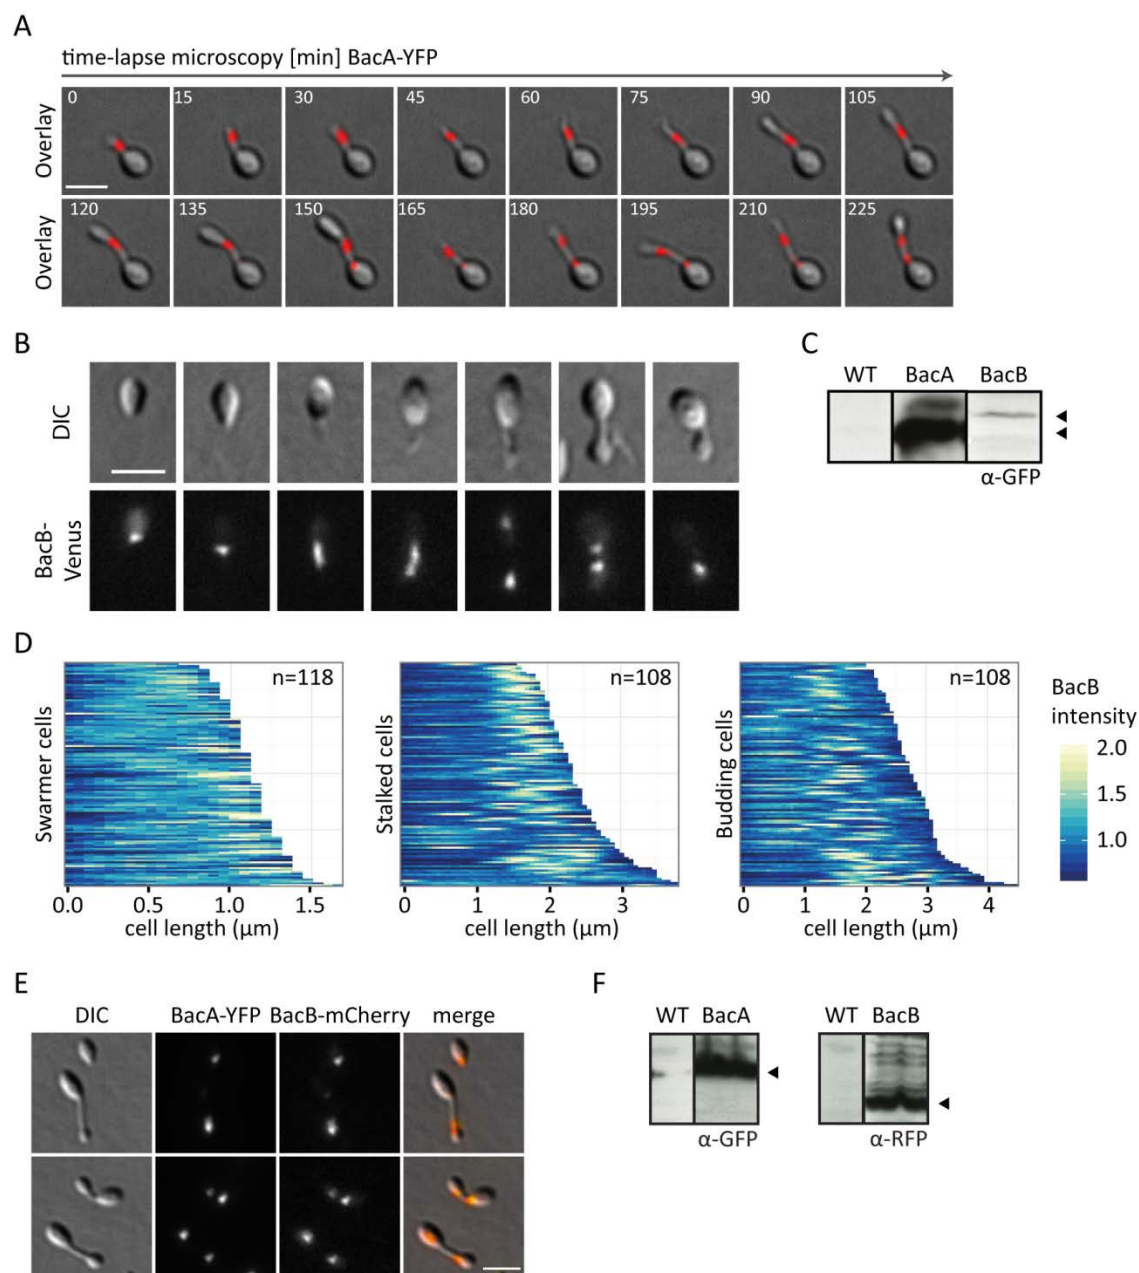 A
time-lapse microscopy [min] BacA-YFP
Overlay
0 15 30 45 60 75 90 105
Overlay
120 135 150 165 180 195 210 225
B
DIC
BacB-
Venus
C
WT BacA BacB
α-GFP
D
Swarmer cells
n=118
0.0 0.5 1.0 1.5
cell length (μm)
Stalked cells
n=108
0 1 2 3
cell length (μm)
Budding cells
n=108
0 1 2 3 4
cell length (μm)
BacB
intensity
2.0
1.5
1.0
E
DIC BacA-YFP BacB-mCherry merge
F
WT BacA
α-GFP
WT BacB
α-RFP